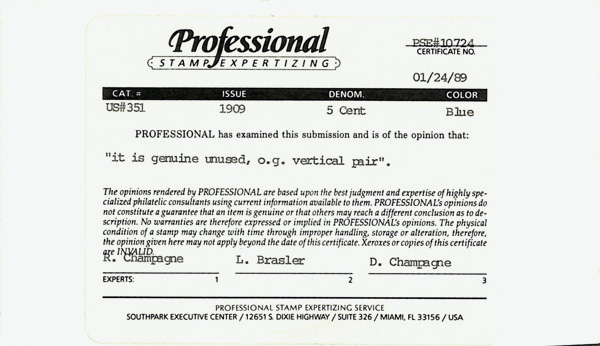 Professional
STAMP EXPERTIZING
PSE#10724
CERTIFICATE NO.
01/24/89
CAT. # ISSUE DENOM. COLOR
US#351 1909 5 Cent Blue
PROFESSIONAL has examined this submission and is of the opinion that:
"it is genuine unused, o.g. vertical pair".
The opinions rendered by PROFESSIONAL are based upon the best judgment and expertise of highly spe-
cialized philatelic consultants using current information available to them. PROFESSIONAL's opinions do
not constitute a guarantee that an item is genuine or that others may reach a different conclusion as to de-
scription. No warranties are therefore expressed or implied in PROFESSIONAL's opinions. The physical
condition of a stamp may change with time through improper handling, storage or alteration, therefore,
the opinion given here may not apply beyond the date of this certificate. Xeroxes or copies of this certificate
are INVALID.
R. Champagne L. Brasler D. Champagne
EXPERTS: 1 2 3
PROFESSIONAL STAMP EXPERTIZING SERVICE
SOUTHPARK EXECUTIVE CENTER / 12651 S. DIXIE HIGHWAY / SUITE 326 / MIAMI, FL 33156 / USA